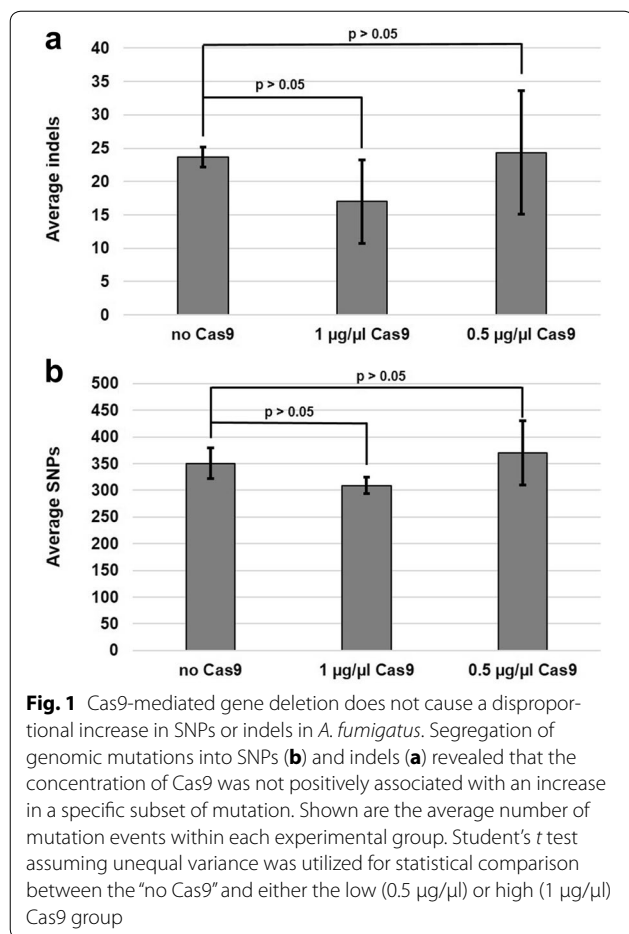 a
p > 0.05
p > 0.05
40
35
30
25
20
15
10
5
0
Average indels
no Cas9 1 µg/µl Cas9 0.5 µg/µl Cas9
b
p > 0.05
p > 0.05
500
450
400
350
300
250
200
150
100
50
0
Average SNPs
no Cas9 1 µg/µl Cas9 0.5 µg/µl Cas9
Fig. 1 Cas9-mediated gene deletion does not cause a dispropor-
tional increase in SNPs or indels in A. fumigatus. Segregation of
genomic mutations into SNPs (b) and indels (a) revealed that the
concentration of Cas9 was not positively associated with an increase
in a specific subset of mutation. Shown are the average number of
mutation events within each experimental group. Student's t test
assuming unequal variance was utilized for statistical comparison
between the "no Cas9" and either the low (0.5 µg/µl) or high (1 µg/µl)
Cas9 group